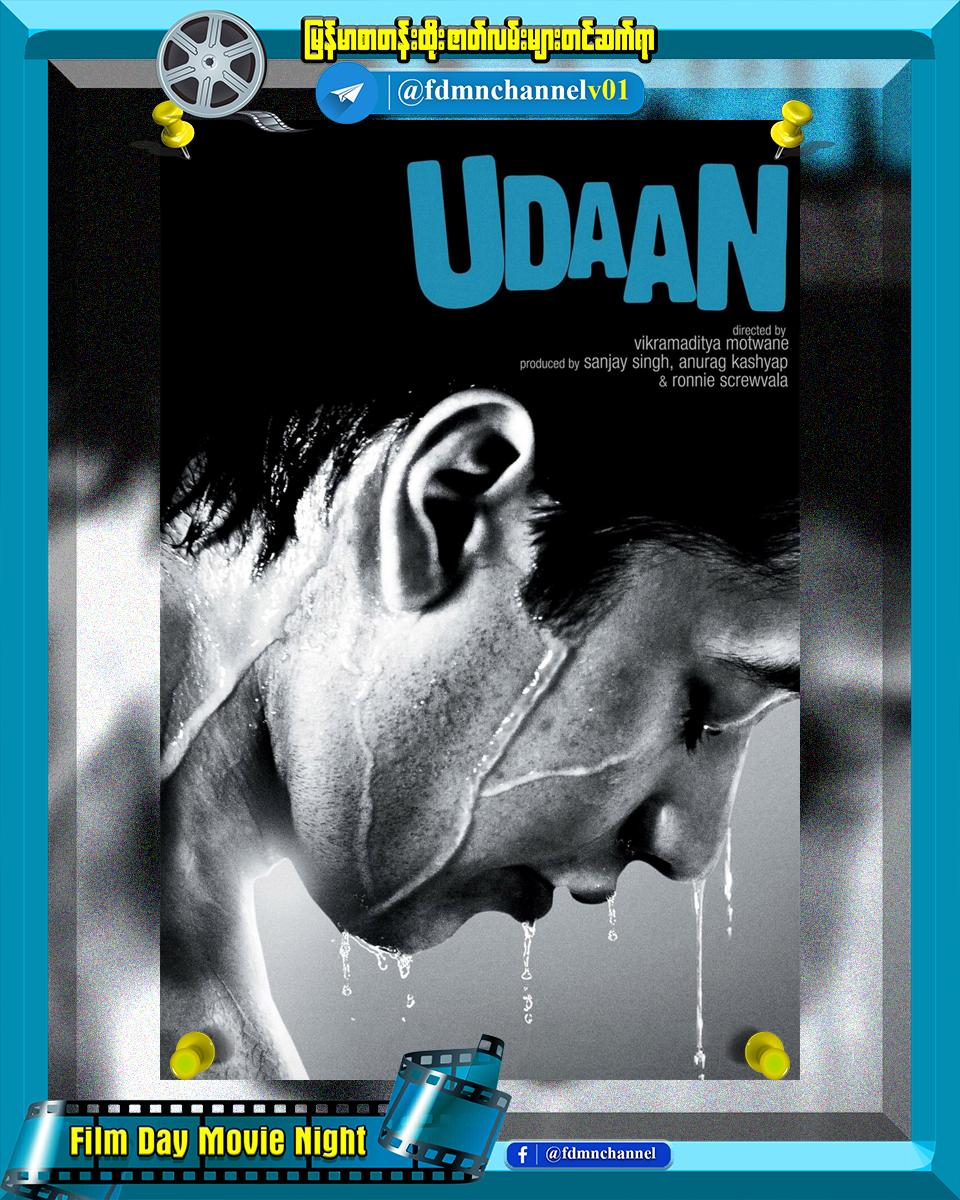 မြန်မာစာတန်းထိုးဇာတ်လမ်းများတင်ဆက်ရာ
@fdmnchannelv01
UDAAN
directed by
vikramaditya motwane
produced by sanjay singh, anurag kashyap
& ronnie screwvala
Film Day Movie Night
@fdmnchannel